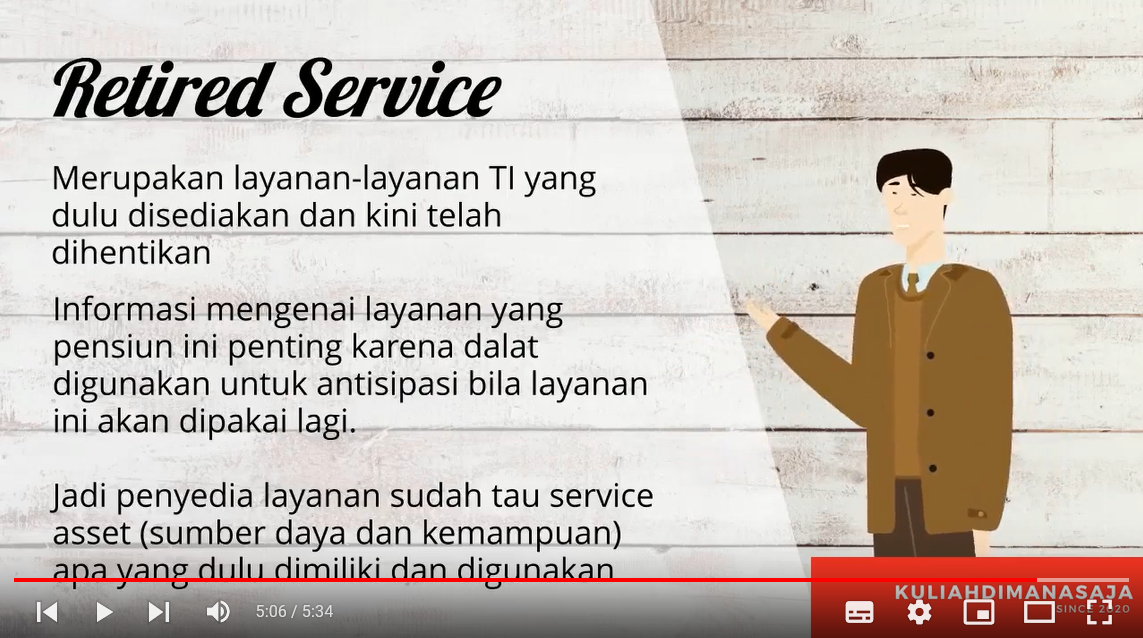 Retired Service
Merupakan layanan-layanan TI yang
dulu disediakan dan kini telah
dihentikan
Informasi mengenai layanan yang
pensiun ini penting karena dalat
digunakan untuk antisipasi bila layanan
ini akan dipakai lagi.
Jadi penyedia layanan sudah tau service
asset (sumber daya dan kemampuan)
apa yang dulu dimiliki dan digunakan
KULIAHDIMANASAJA
SINCE 2020
5:06 / 5:34